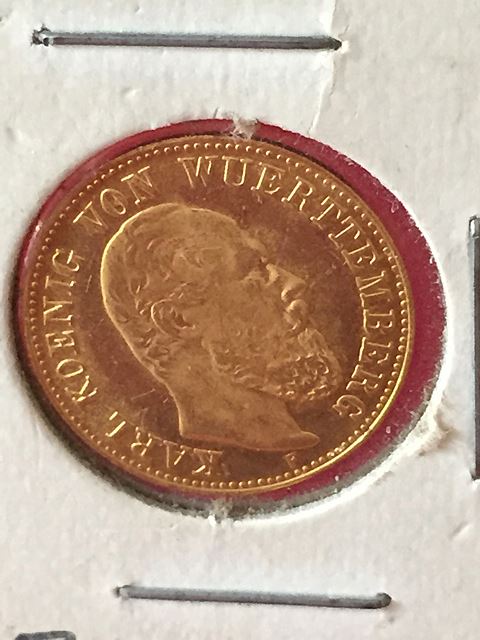 KARL KOENIG VON WUERTTEMBERG
F